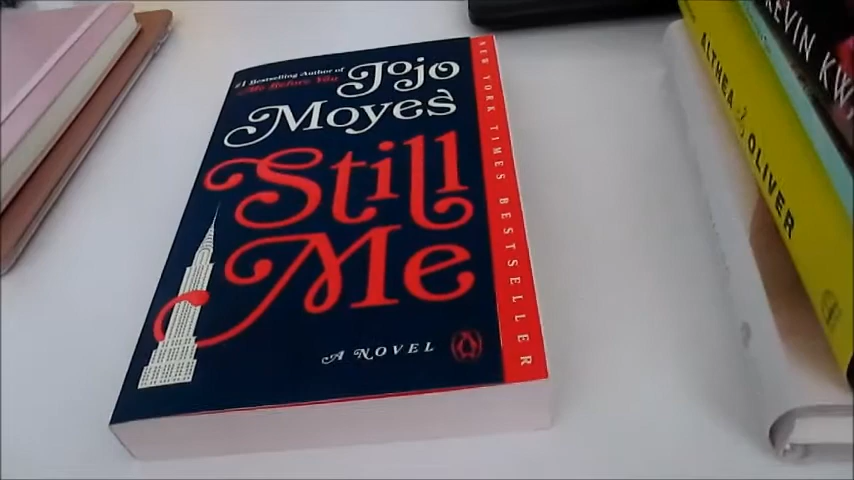 #1 Bestselling Author of
Me Before You
Jojo
Moyes
Still
Me
A NOVEL
NEW YORK TIMES BESTSELLER
ALTHEA & OLIVER
KEVIN